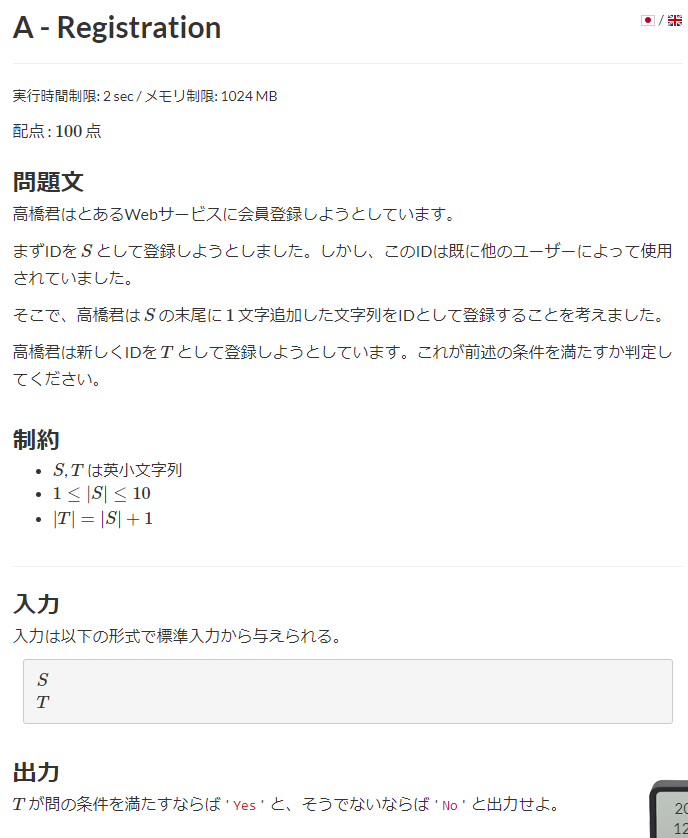 A - Registration
/
実行時間制限: 2 sec / メモリ制限: 1024 MB
配点 : 100 点
問題文
高橋君はとあるWebサービスに会員登録しようとしています。
まずIDを S として登録しようとしました。しかし、このIDは既に他のユーザーによって使用
されていました。
そこで、高橋君は S の末尾に 1 文字追加した文字列をIDとして登録することを考えました。
高橋君は新しくIDを T として登録しようとしています。これが前述の条件を満たすか判定し
てください。
制約
S, T は英小文字列
1 ≤ |S| ≤ 10
|T| = |S| + 1
入力
入力は以下の形式で標準入力から与えられる。
S
T
出力
T が問の条件を満たすならば ' Yes ' と、そうでないならば ' No ' と出力せよ。
20
12